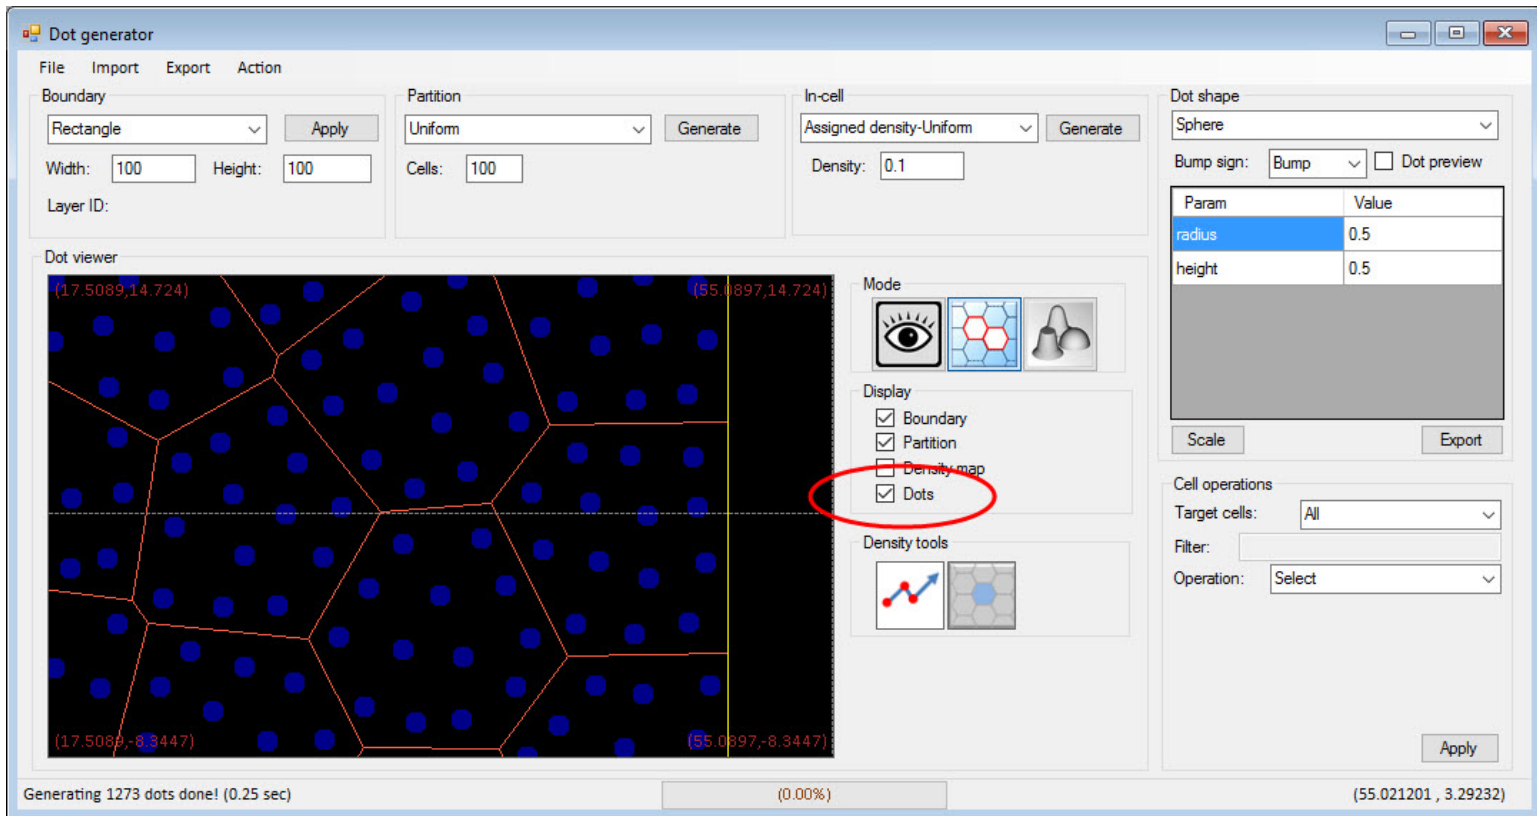 Dot generator
File Import Export Action
Boundary
Rectangle Apply
Width: 100 Height: 100
Layer ID:
Partition
Uniform Generate
Cells: 100
In-cell
Assigned density-Uniform Generate
Density: 0.1
Dot shape
Sphere
Bump sign: Bump Dot preview
Param Value
radius 0.5
height 0.5
Scale Export
Dot viewer
(17.5089,14.724) (55.0897,14.724)
(17.5089,-8.3447) (55.0897,-8.3447)
Mode
Display
Boundary
Partition
Density map
Dots
Density tools
Cell operations
Target cells: All
Filter:
Operation: Select
Apply
Generating 1273 dots done! (0.25 sec) (0.00%) (55.021201 , 3.29232)